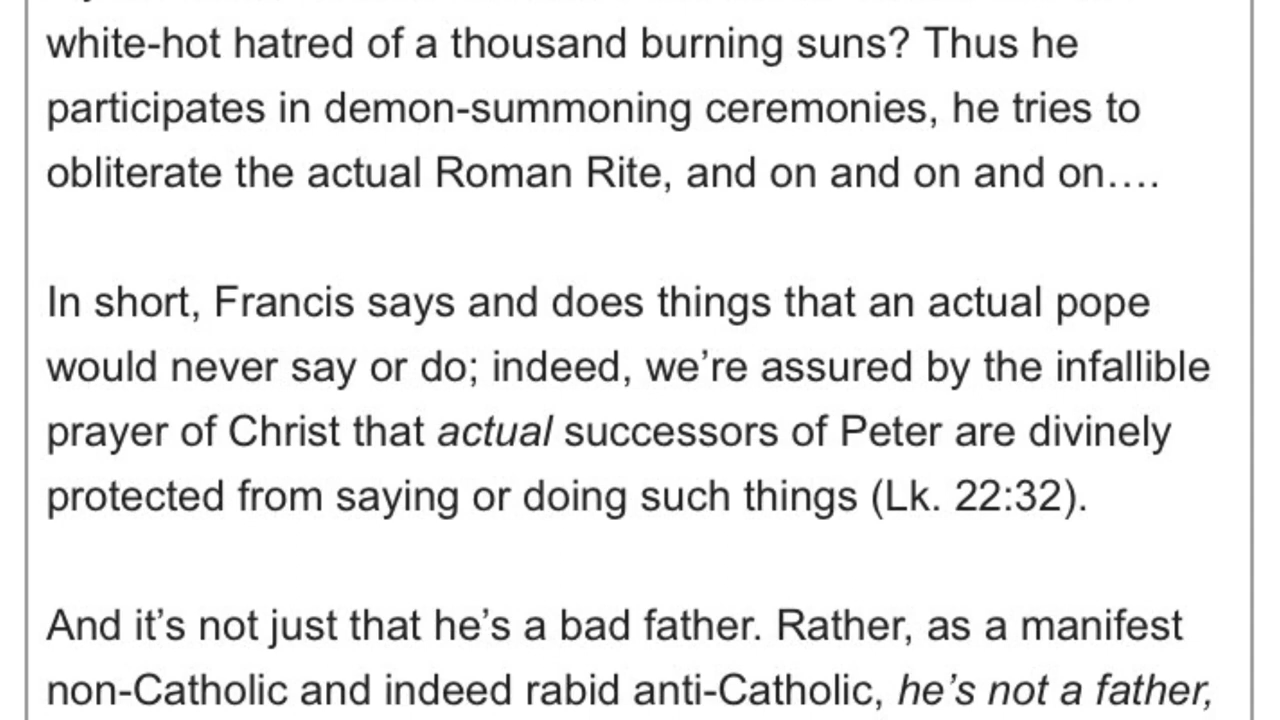 white-hot hatred of a thousand burning suns? Thus he
participates in demon-summoning ceremonies, he tries to
obliterate the actual Roman Rite, and on and on and on….
In short, Francis says and does things that an actual pope
would never say or do; indeed, we’re assured by the infallible
prayer of Christ that actual successors of Peter are divinely
protected from saying or doing such things (Lk. 22:32).
And it’s not just that he’s a bad father. Rather, as a manifest
non-Catholic and indeed rabid anti-Catholic, he’s not a father,